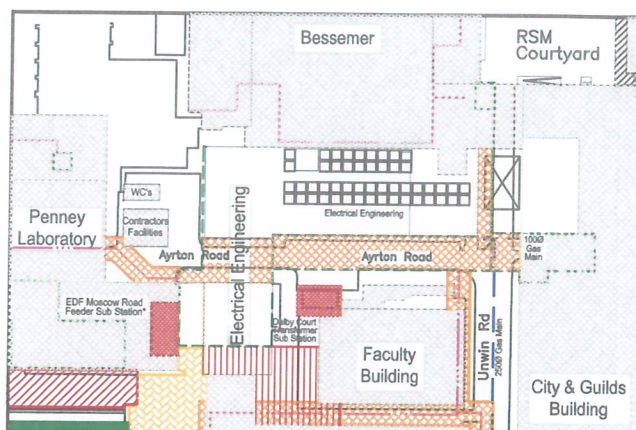 Bessemer
RSM
Courtyard
WC's
Contractors
Facilities
Penney
Laboratory
Electrical Engineering
Electrical Engineering
Ayrton Road
Ayrton Road
100Ø
Gas
Main
EDF Moscow Road
Feeder Sub Station*
Dalby Court
Transformer
Sub Station
Faculty
Building
Unwin Rd
250Ø Gas Main
City & Guilds
Building